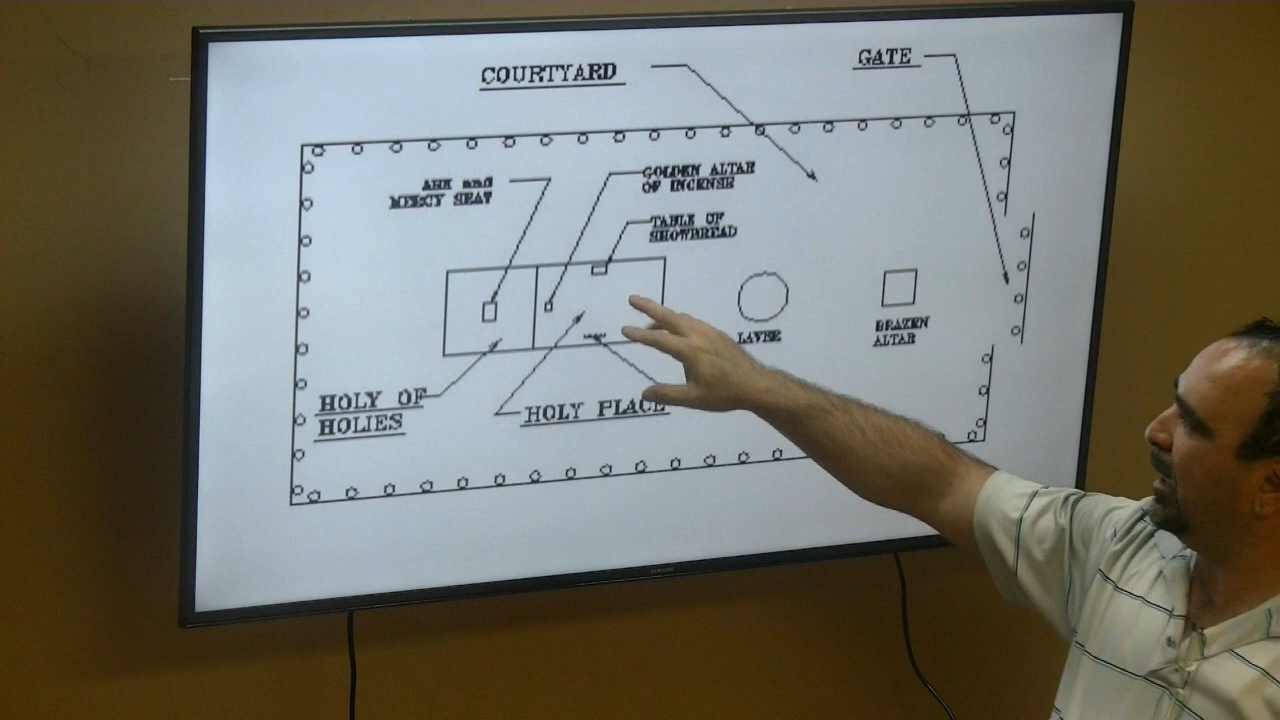 COURTYARD
GATE
ARK and
MERCY SEAT
GOLDEN ALTAR
OF INCENSE
TABLE OF
SHOWBREAD
LAVER
BRAZEN
ALTAR
HOLY OF
HOLIES
HOLY PLACE